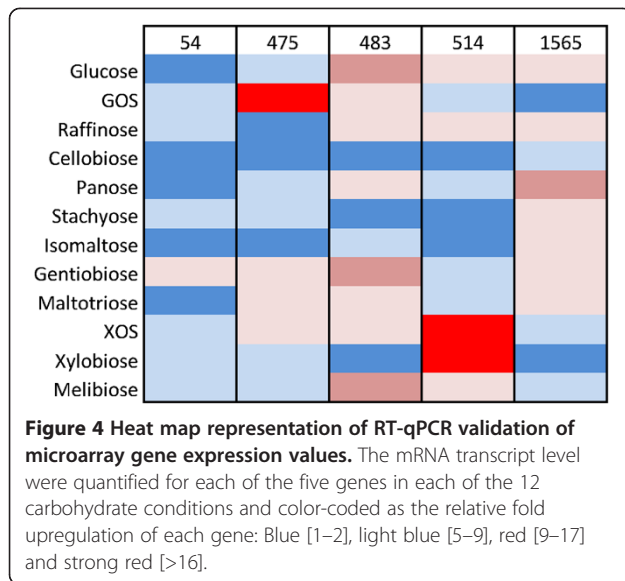 54 475 483 514 1565
Glucose
GOS
Raffinose
Cellobiose
Panose
Stachyose
Isomaltose
Gentiobiose
Maltotriose
XOS
Xylobiose
Melibiose
Figure 4 Heat map representation of RT-qPCR validation of
microarray gene expression values. The mRNA transcript level
were quantified for each of the five genes in each of the 12
carbohydrate conditions and color-coded as the relative fold
upregulation of each gene: Blue [1–2], light blue [5–9], red [9–17]
and strong red [>16].